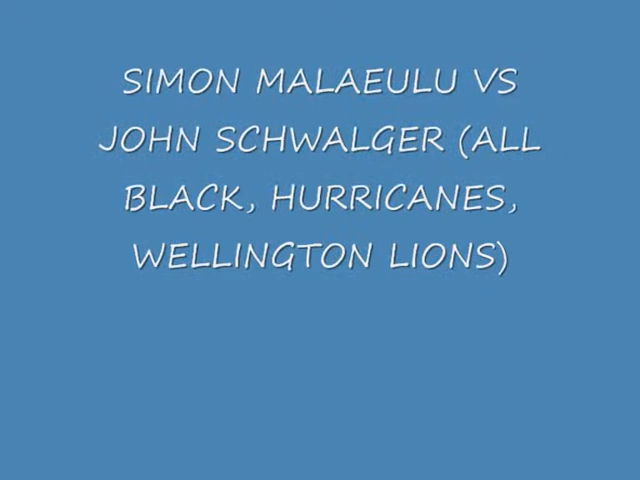 SIMON MALAEULU VS
JOHN SCHWALGER (ALL
BLACK, HURRICANES,
WELLINGTON LIONS)